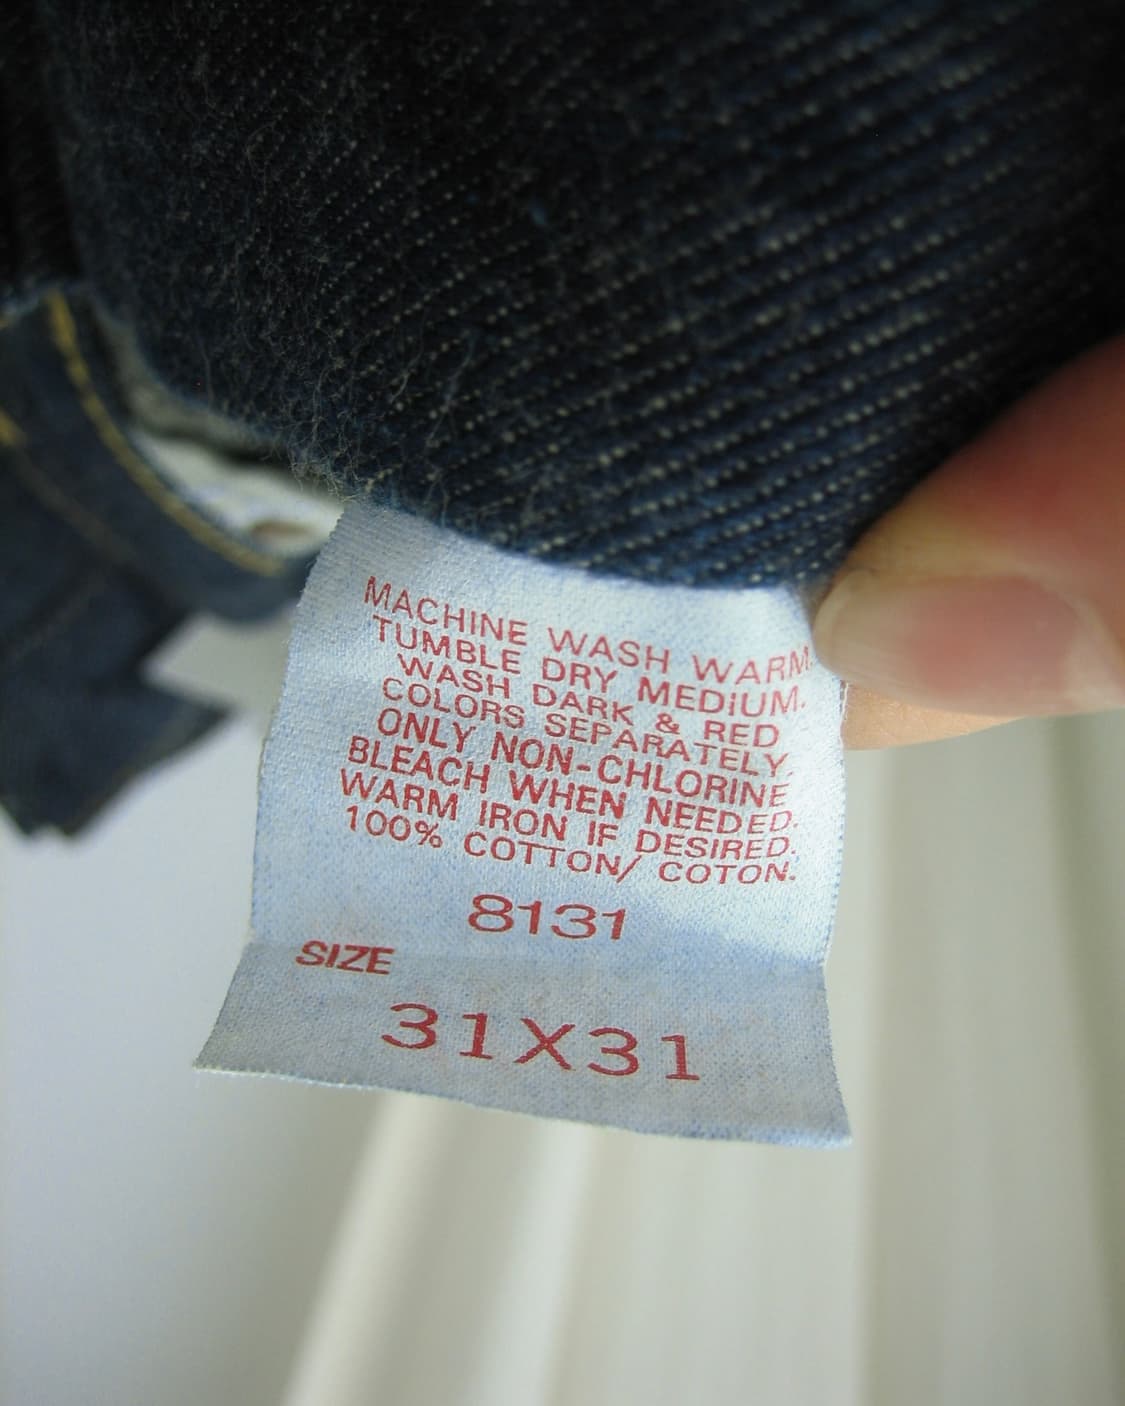 MACHINE WASH WARM.
TUMBLE DRY MEDIUM.
WASH DARK & RED
COLORS SEPARATELY.
ONLY NON-CHLORINE
BLEACH WHEN NEEDED.
WARM IRON IF DESIRED.
100% COTTON/ COTON.
8131
SIZE
31X31